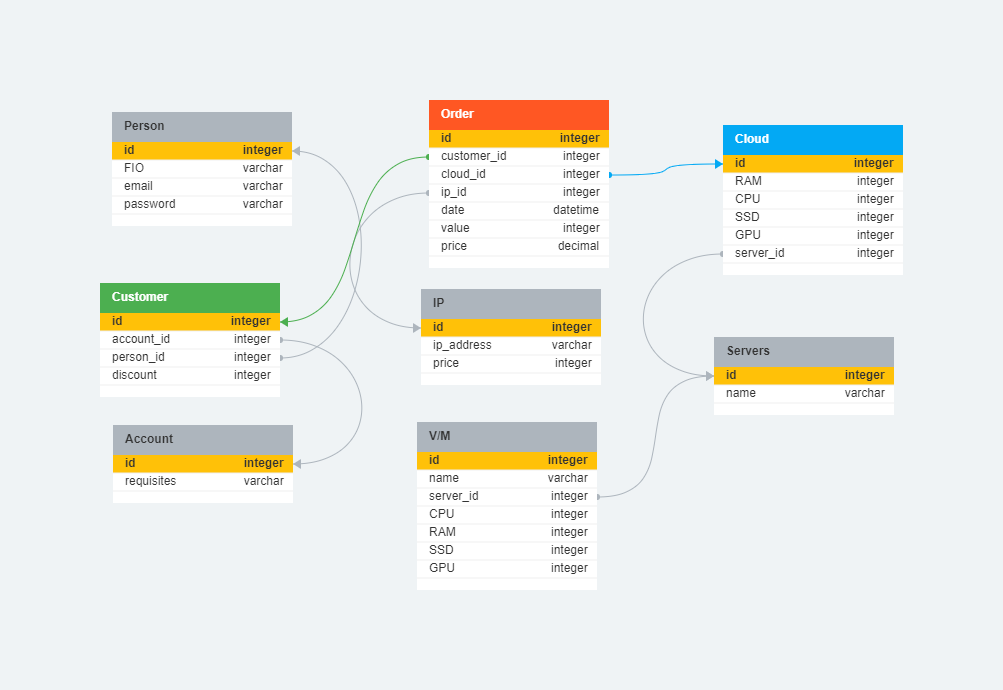 Person
id integer
FIO varchar
email varchar
password varchar
Order
id integer
customer_id integer
cloud_id integer
ip_id integer
date datetime
value integer
price decimal
Cloud
id integer
RAM integer
CPU integer
SSD integer
GPU integer
server_id integer
Customer
id integer
account_id integer
person_id integer
discount integer
IP
id integer
ip_address varchar
price integer
Servers
id integer
name varchar
Account
id integer
requisites varchar
V/M
id integer
name varchar
server_id integer
CPU integer
RAM integer
SSD integer
GPU integer